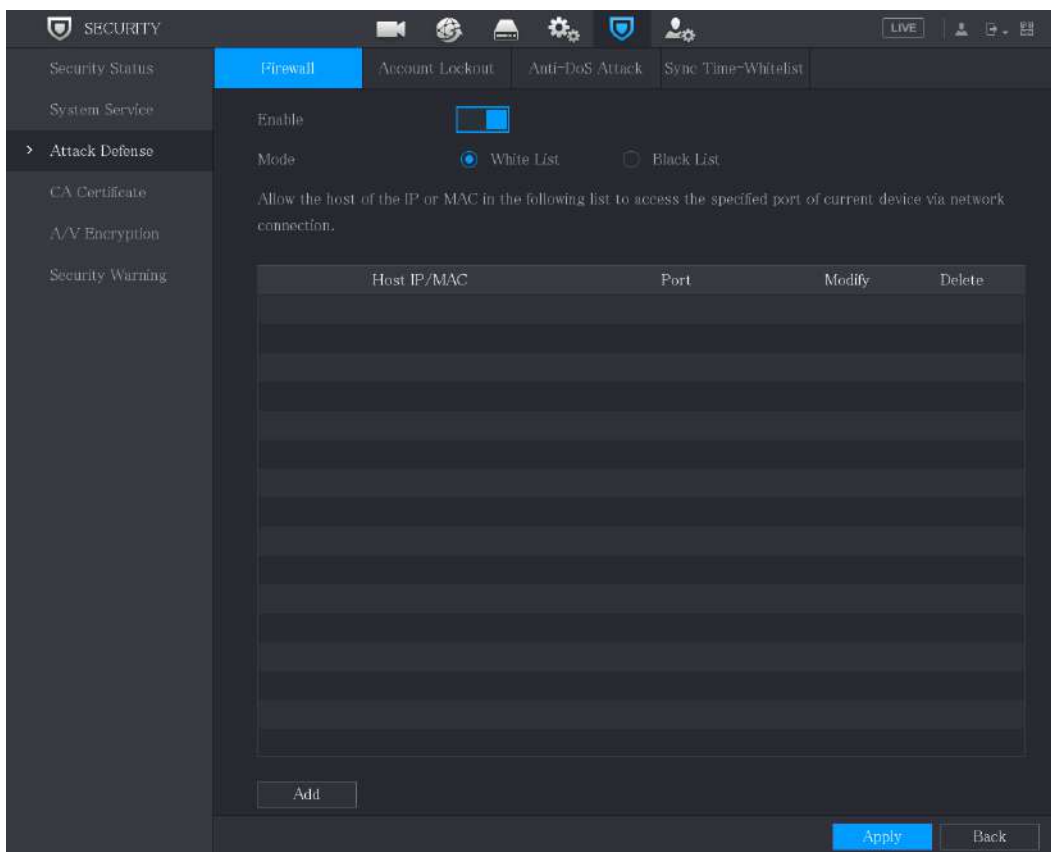 SECURITY
LIVE
Security Status
System Service
Attack Defense
CA Certificate
A/V Encryption
Security Warning
Firewall Account Lockout Anti-DoS Attack Sync Time-Whitelist
Enable
Mode White List Black List
Allow the host of the IP or MAC in the following list to access the specified port of current device via network
connection.
Host IP/MAC Port Modify Delete
Add
Apply Back